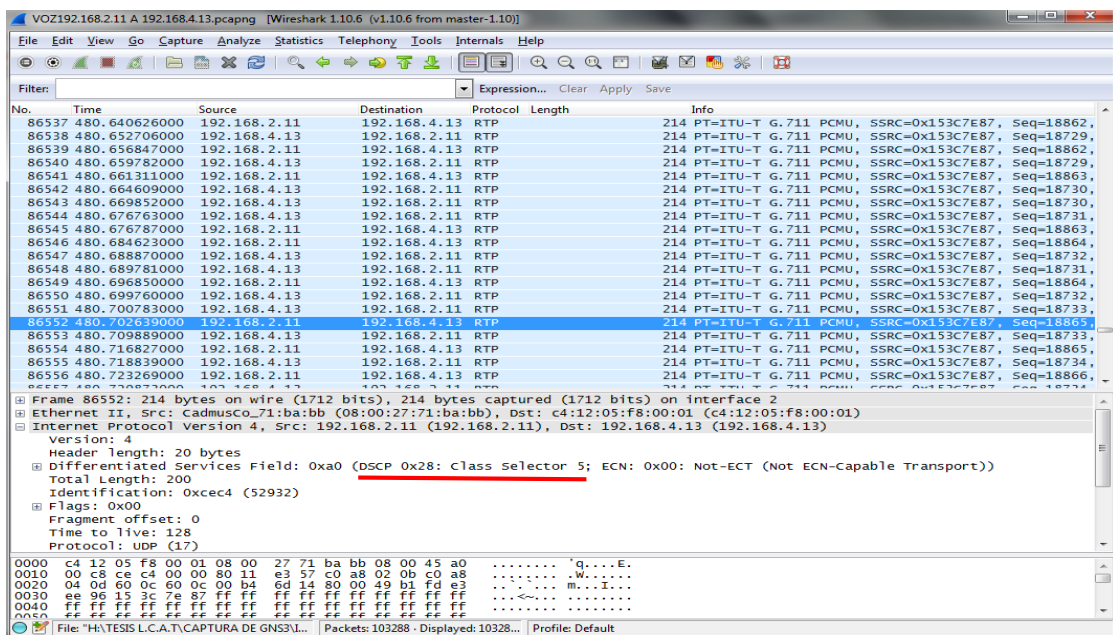 VOZ192.168.2.11 A 192.168.4.13.pcapng [Wireshark 1.10.6 (v1.10.6 from master-1.10)]
File Edit View Go Capture Analyze Statistics Telephony Tools Internals Help
Filter: Expression... Clear Apply Save
No. Time Source Destination Protocol Length Info
86537 480.640626000 192.168.2.11 192.168.4.13 RTP 214 PT=ITU-T G.711 PCMU, SSRC=0x153C7E87, Seq=18862,
86538 480.652706000 192.168.4.13 192.168.2.11 RTP 214 PT=ITU-T G.711 PCMU, SSRC=0x153C7E87, Seq=18729,
86539 480.656847000 192.168.2.11 192.168.4.13 RTP 214 PT=ITU-T G.711 PCMU, SSRC=0x153C7E87, Seq=18862,
86540 480.659782000 192.168.4.13 192.168.2.11 RTP 214 PT=ITU-T G.711 PCMU, SSRC=0x153C7E87, Seq=18729,
86541 480.661311000 192.168.2.11 192.168.4.13 RTP 214 PT=ITU-T G.711 PCMU, SSRC=0x153C7E87, Seq=18863,
86542 480.664609000 192.168.4.13 192.168.2.11 RTP 214 PT=ITU-T G.711 PCMU, SSRC=0x153C7E87, Seq=18730,
86543 480.669852000 192.168.4.13 192.168.2.11 RTP 214 PT=ITU-T G.711 PCMU, SSRC=0x153C7E87, Seq=18730,
86544 480.676763000 192.168.4.13 192.168.2.11 RTP 214 PT=ITU-T G.711 PCMU, SSRC=0x153C7E87, Seq=18731,
86545 480.676787000 192.168.2.11 192.168.4.13 RTP 214 PT=ITU-T G.711 PCMU, SSRC=0x153C7E87, Seq=18863,
86546 480.684623000 192.168.2.11 192.168.4.13 RTP 214 PT=ITU-T G.711 PCMU, SSRC=0x153C7E87, Seq=18864,
86547 480.688870000 192.168.4.13 192.168.2.11 RTP 214 PT=ITU-T G.711 PCMU, SSRC=0x153C7E87, Seq=18732,
86548 480.689781000 192.168.4.13 192.168.2.11 RTP 214 PT=ITU-T G.711 PCMU, SSRC=0x153C7E87, Seq=18731,
86549 480.696850000 192.168.2.11 192.168.4.13 RTP 214 PT=ITU-T G.711 PCMU, SSRC=0x153C7E87, Seq=18864,
86550 480.699760000 192.168.4.13 192.168.2.11 RTP 214 PT=ITU-T G.711 PCMU, SSRC=0x153C7E87, Seq=18732,
86551 480.700783000 192.168.4.13 192.168.2.11 RTP 214 PT=ITU-T G.711 PCMU, SSRC=0x153C7E87, Seq=18733,
86552 480.702639000 192.168.2.11 192.168.4.13 RTP 214 PT=ITU-T G.711 PCMU, SSRC=0x153C7E87, Seq=18865,
86553 480.709889000 192.168.4.13 192.168.2.11 RTP 214 PT=ITU-T G.711 PCMU, SSRC=0x153C7E87, Seq=18733,
86554 480.716827000 192.168.2.11 192.168.4.13 RTP 214 PT=ITU-T G.711 PCMU, SSRC=0x153C7E87, Seq=18865,
86555 480.718839000 192.168.4.13 192.168.2.11 RTP 214 PT=ITU-T G.711 PCMU, SSRC=0x153C7E87, Seq=18734,
86556 480.723269000 192.168.2.11 192.168.4.13 RTP 214 PT=ITU-T G.711 PCMU, SSRC=0x153C7E87, Seq=18866,
Frame 86552: 214 bytes on wire (1712 bits), 214 bytes captured (1712 bits) on interface 2
Ethernet II, Src: CadmusCo_71:ba:bb (08:00:27:71:ba:bb), Dst: c4:12:05:f8:00:01 (c4:12:05:f8:00:01)
Internet Protocol Version 4, Src: 192.168.2.11 (192.168.2.11), Dst: 192.168.4.13 (192.168.4.13)
Version: 4
Header length: 20 bytes
Differentiated Services Field: 0xa0 (DSCP 0x28: Class Selector 5; ECN: 0x00: Not-ECT (Not ECN-Capable Transport))
Total Length: 200
Identification: 0xcec4 (52932)
Flags: 0x00
Fragment offset: 0
Time to live: 128
Protocol: UDP (17)
0000 c4 12 05 f8 00 01 08 00 27 71 ba bb 08 00 45 a0 ........ 'q....E.
0010 00 c8 ce c4 00 00 80 11 e3 57 c0 a8 02 0b c0 a8 ........ .W......
0020 04 0d 60 0c 60 0c 00 b4 6d 14 80 00 49 b1 fd e3 ..`.`... m...I...
0030 ee 96 15 3c 7e 87 ff ff ff ff ff ff ff ff ff ff ...<~... ........
0040 ff ff ff ff ff ff ff ff ff ff ff ff ff ff ff ff ........ ........
File: "H:\TESIS L.C.A.T\CAPTURA DE GNS3\I... Packets: 103288 · Displayed: 10328... Profile: Default